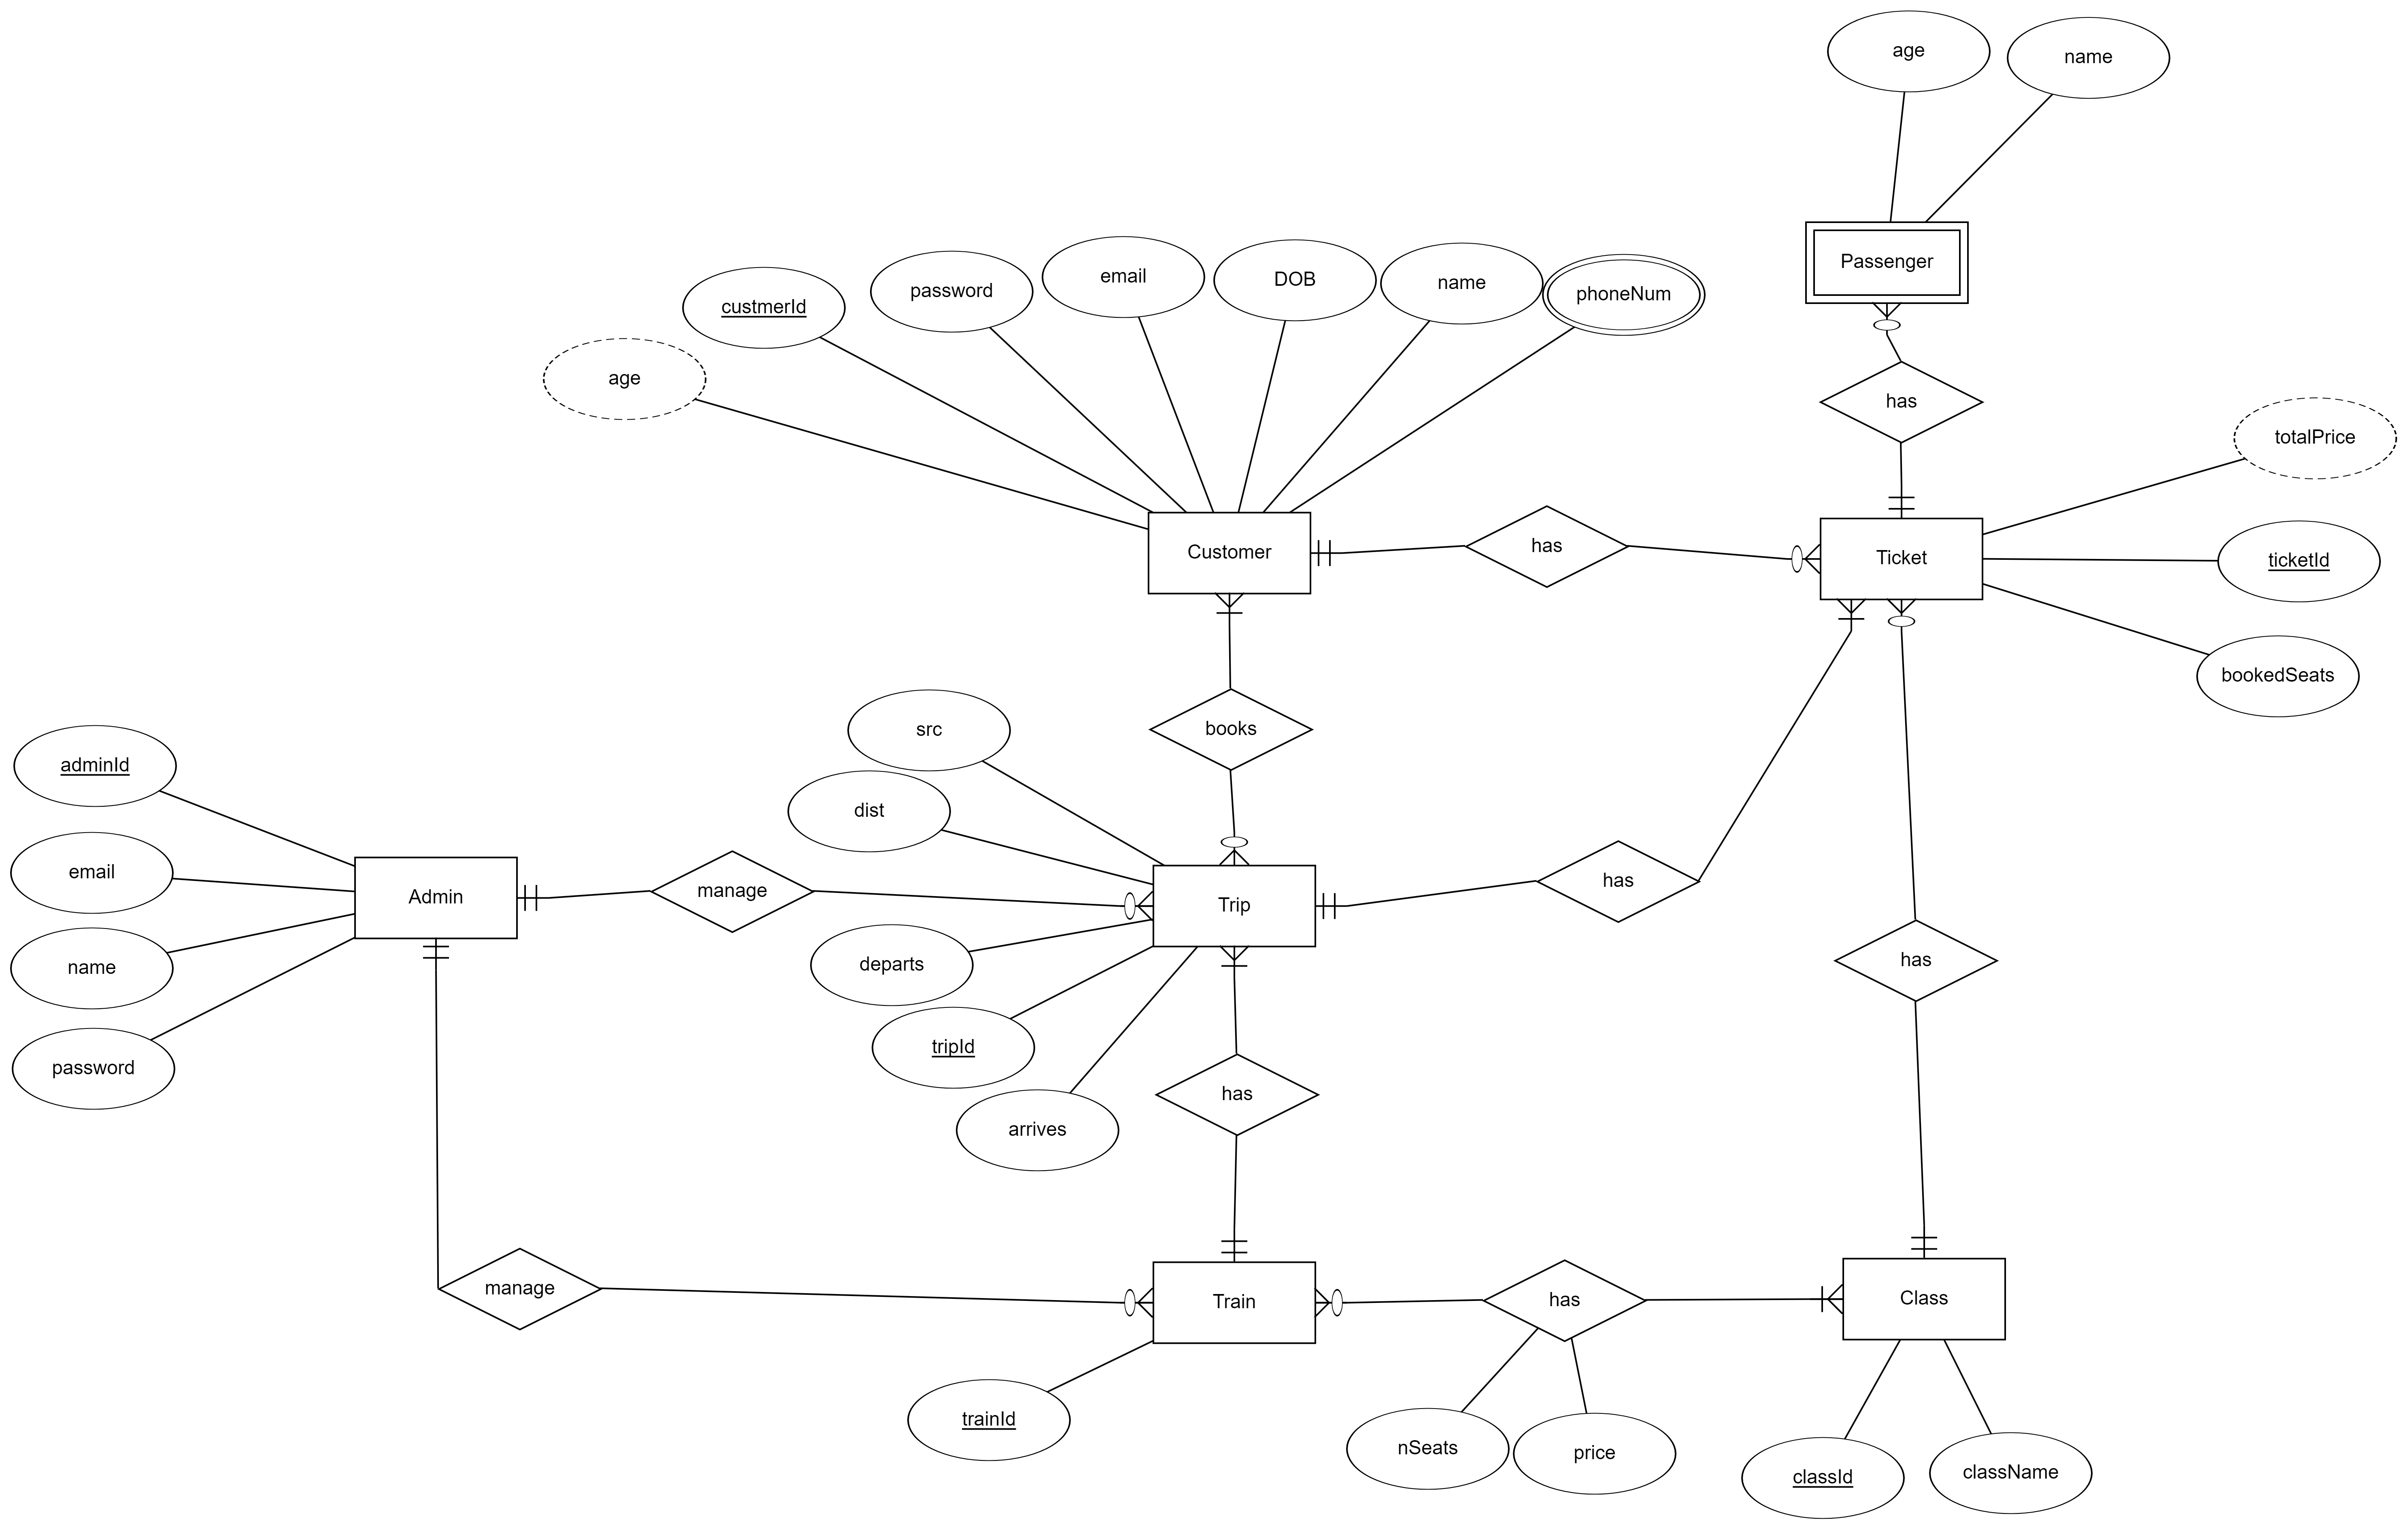 age
name
Passenger
has
custmerId
password
email
DOB
name
phoneNum
age
totalPrice
Customer
has
Ticket
ticketId
bookedSeats
books
src
dist
adminId
email
name
password
Admin
manage
Trip
has
departs
tripId
arrives
has
has
manage
Train
has
Class
trainId
nSeats
price
classId
className